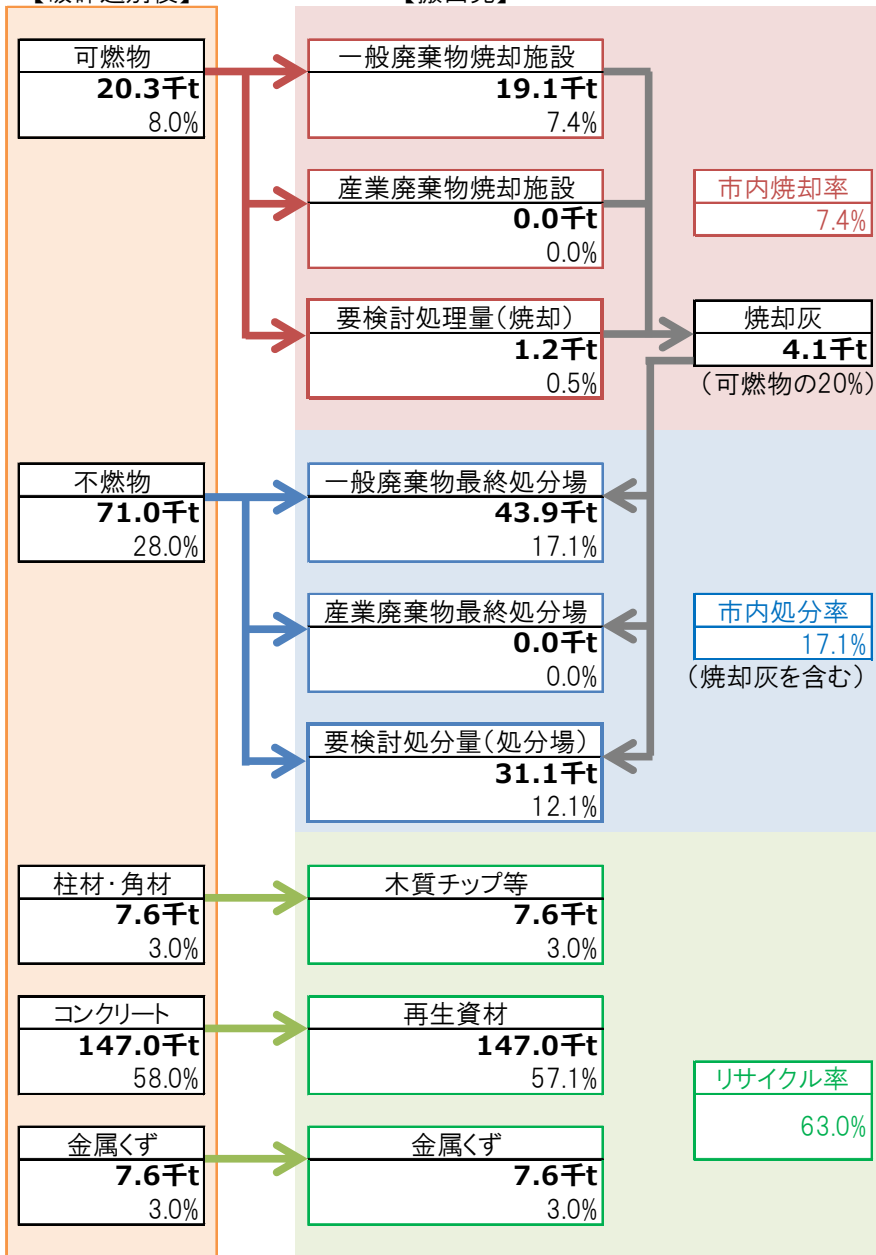 【破砕選別後】
【搬出先】
可燃物
20.3千t
8.0%
一般廃棄物焼却施設
19.1千t
7.4%
産業廃棄物焼却施設
0.0千t
0.0%
市内焼却率
7.4%
要検討処理量(焼却)
1.2千t
0.5%
焼却灰
4.1千t
(可燃物の20%)
不燃物
71.0千t
28.0%
一般廃棄物最終処分場
43.9千t
17.1%
産業廃棄物最終処分場
0.0千t
0.0%
市内処分率
17.1%
(焼却灰を含む)
要検討処分量(処分場)
31.1千t
12.1%
柱材・角材
7.6千t
3.0%
木質チップ等
7.6千t
3.0%
コンクリート
147.0千t
58.0%
再生資材
147.0千t
57.1%
リサイクル率
63.0%
金属くず
7.6千t
3.0%
金属くず
7.6千t
3.0%